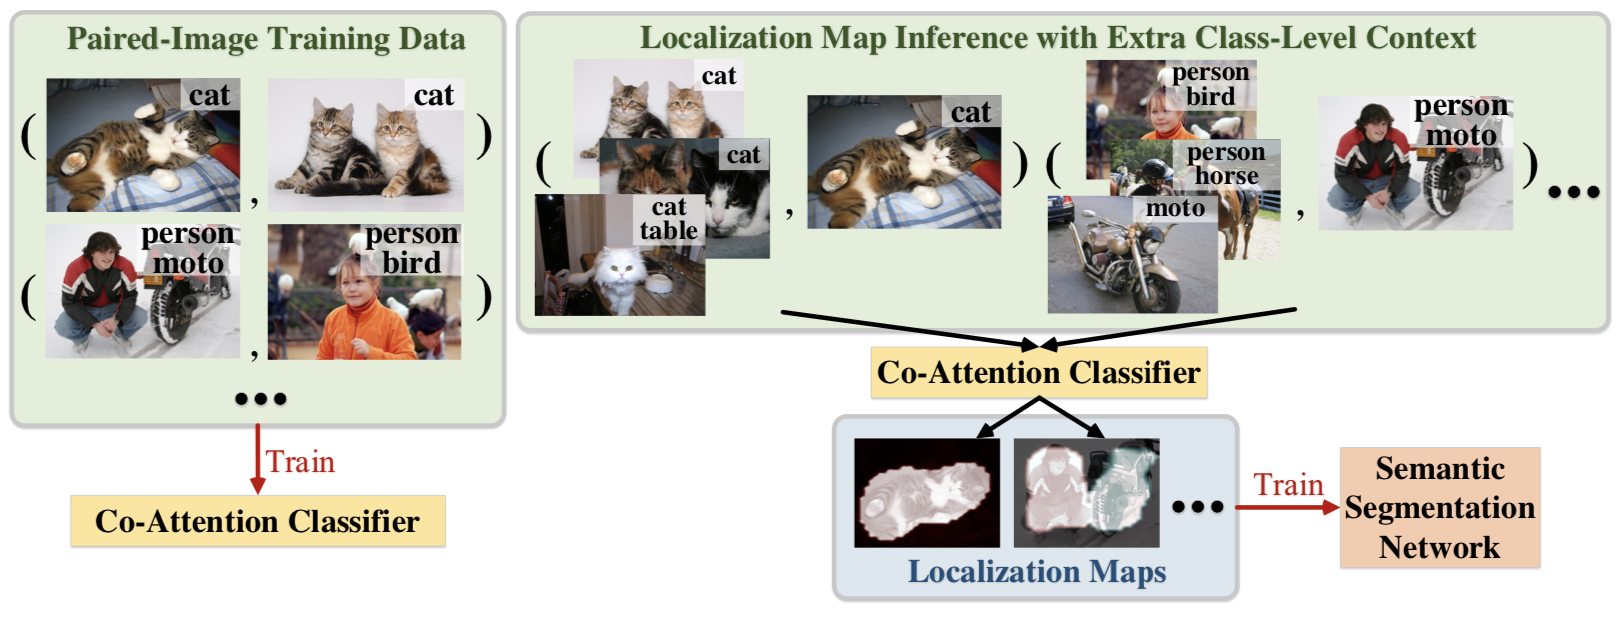 Paired-Image Training Data
( cat , cat )
( person
moto , person
bird )
...
Train
Co-Attention Classifier
Localization Map Inference with Extra Class-Level Context
( cat
cat
cat
table , cat )
( person
bird
person
horse
moto , person
moto ) ...
Co-Attention Classifier
...
Localization Maps
Train
Semantic
Segmentation
Network